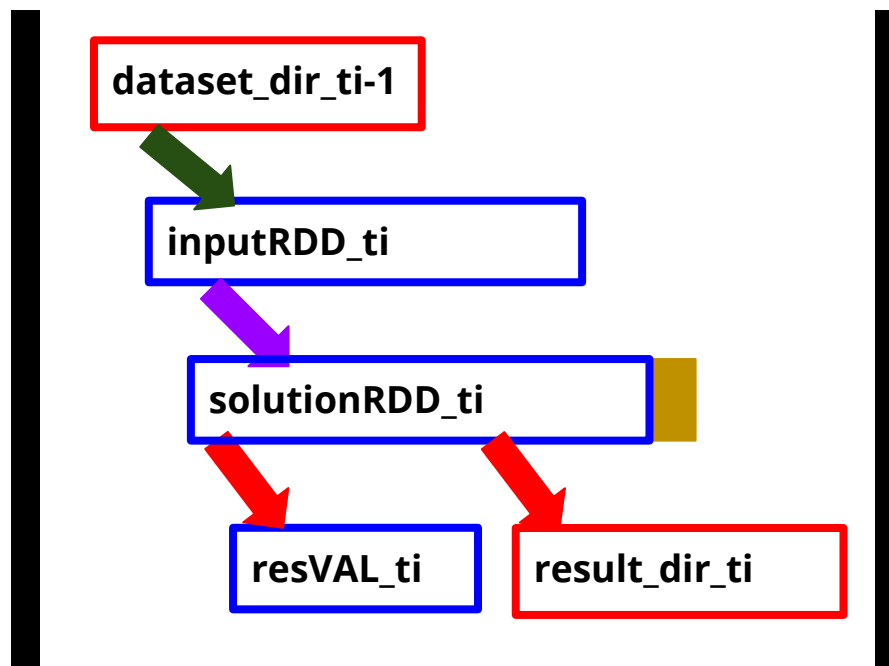 dataset_dir_ti-1
inputRDD_ti
solutionRDD_ti
resVAL_ti
result_dir_ti